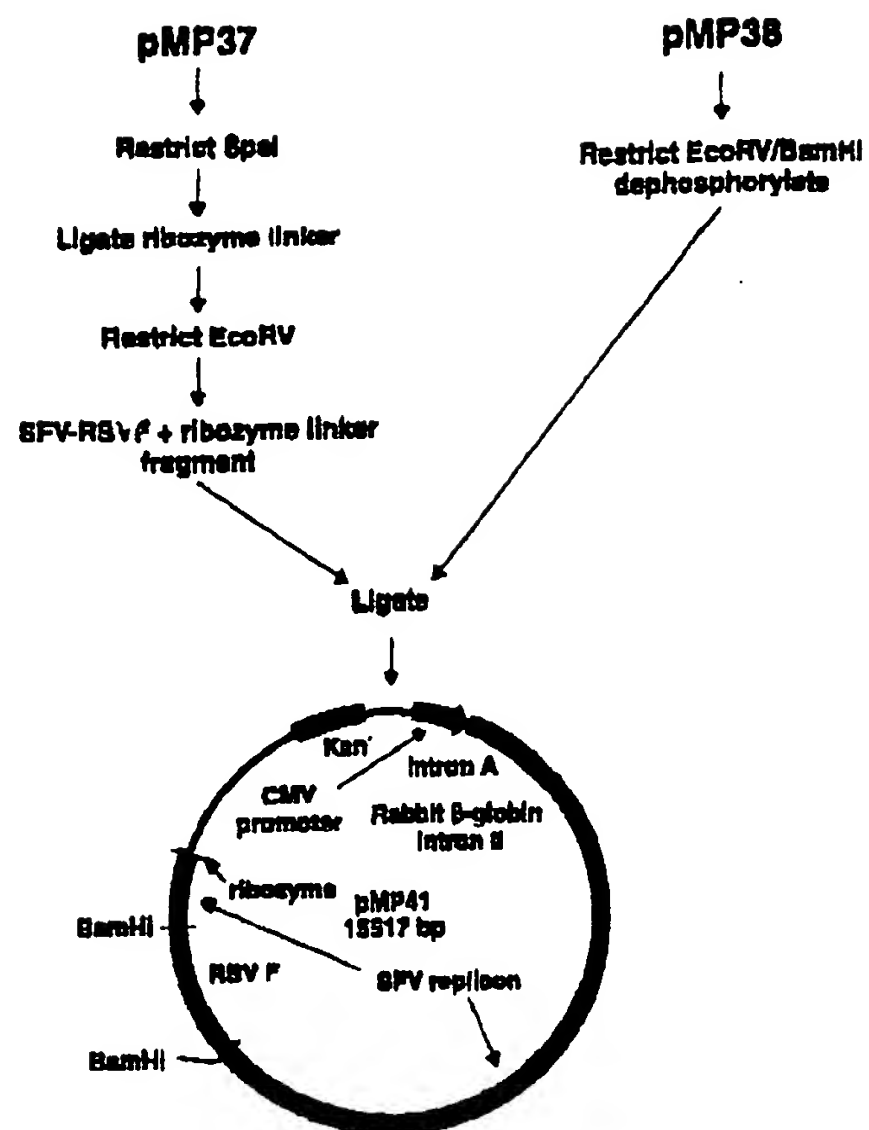 pMP37
pMP38
Restrict SpeI
Restrict EcoRV/BamHI
dephosphorylate
Ligate ribozyme linker
Restrict EcoRV
SFV-RSV F + ribozyme linker
fragment
Ligate
Kanʳ
Intron A
CMV
promoter
Rabbit β-globin
Intron II
ribozyme
pMP41
BamHI
bp
RSV F
SFV replicon
BamHI